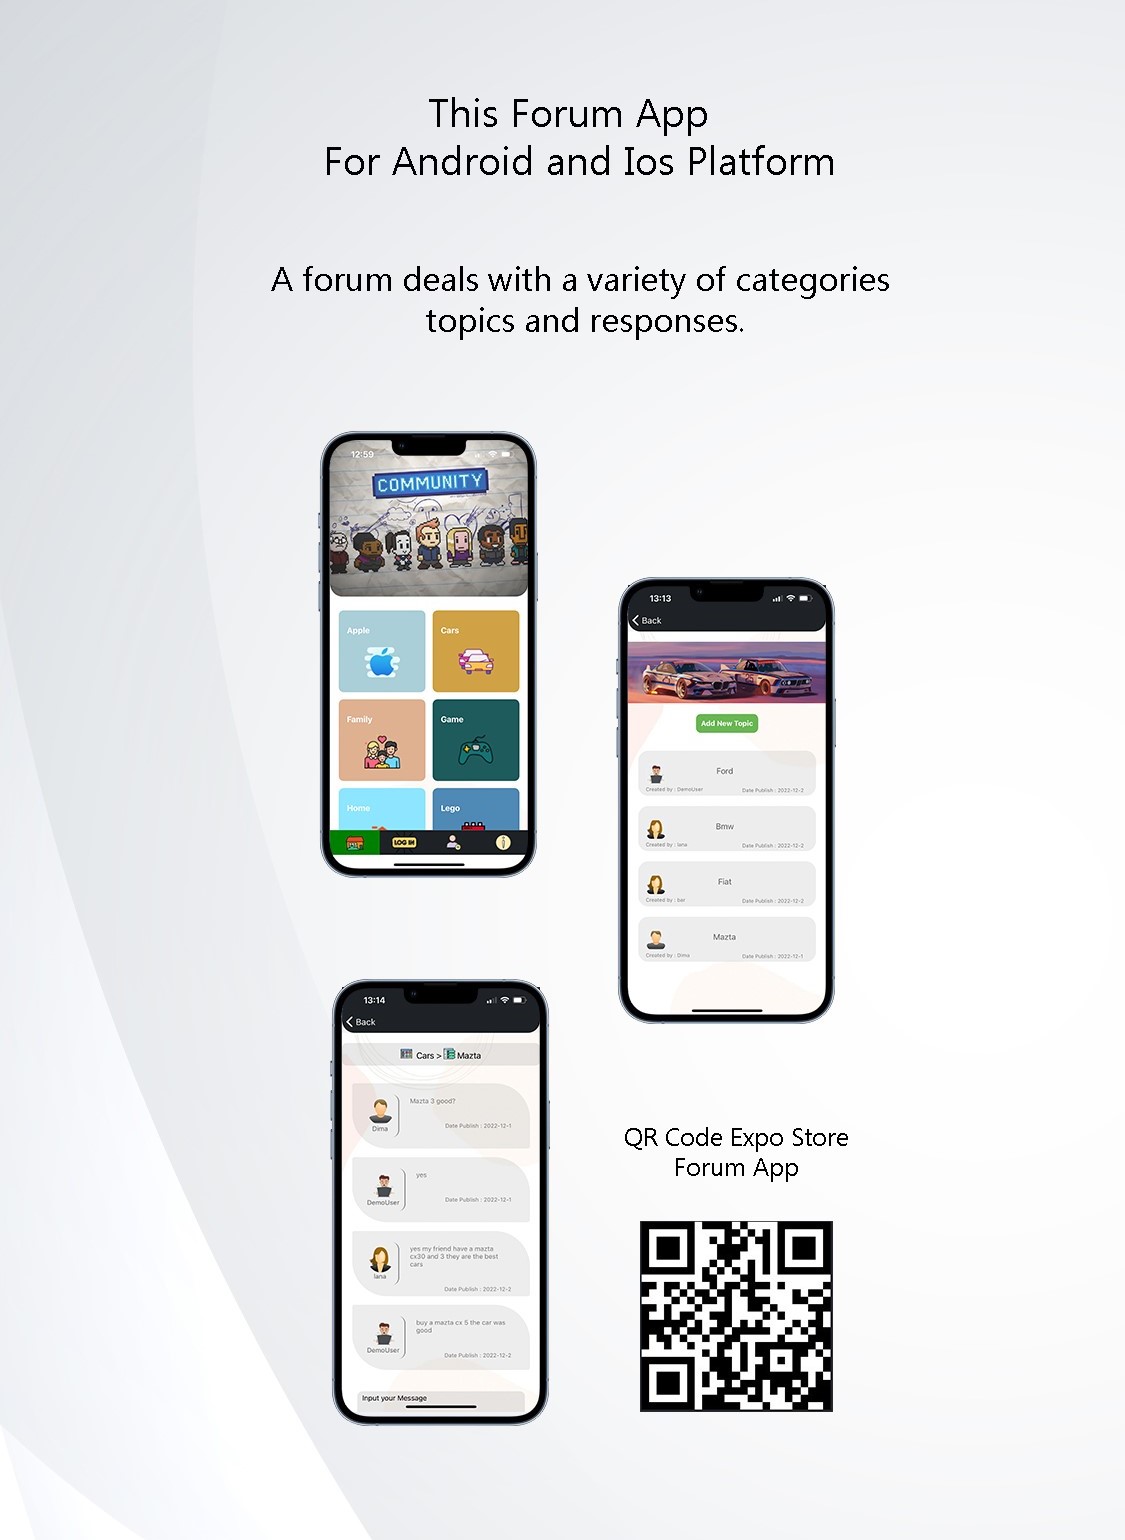 This Forum App
For Android and Ios Platform
A forum deals with a variety of categories
topics and responses.
12:59
COMMUNITY
Apple
Cars
Family
Game
Home
Lego
LOG IN
13:13
Back
Add New Topic
Ford
Created by : DemoUser
Date Publish : 2022-12-2
Bmw
Created by : lana
Date Publish : 2022-12-2
Fiat
Created by : bar
Date Publish : 2022-12-2
Mazta
Created by : Dima
Date Publish : 2022-12-1
13:14
Back
Cars > Mazta
Mazta 3 good?
Dima
Date Publish : 2022-12-1
yes
DemoUser
Date Publish : 2022-12-1
yes my friend have a mazta
cx30 and 3 they are the best
cars
lana
Date Publish : 2022-12-2
buy a mazta cx 5 the car was
good
DemoUser
Date Publish : 2022-12-2
Input your Message
QR Code Expo Store
Forum App